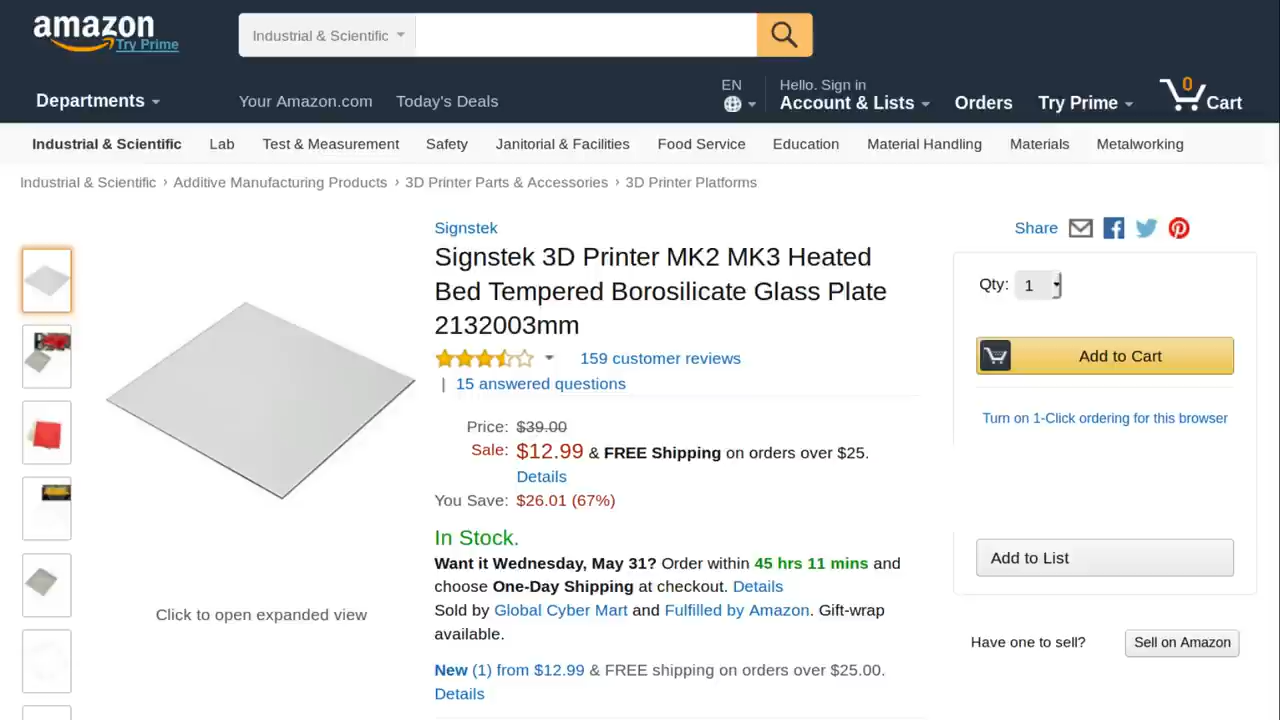 amazon
Try Prime
Industrial & Scientific
Departments
Your Amazon.com
Today's Deals
EN
Hello. Sign in
Account & Lists
Orders
Try Prime
0
Cart
Industrial & Scientific
Lab
Test & Measurement
Safety
Janitorial & Facilities
Food Service
Education
Material Handling
Materials
Metalworking
Industrial & Scientific › Additive Manufacturing Products › 3D Printer Parts & Accessories › 3D Printer Platforms
Signstek
Signstek 3D Printer MK2 MK3 Heated
Bed Tempered Borosilicate Glass Plate
2132003mm
159 customer reviews
| 15 answered questions
Price: $39.00
Sale: $12.99 & FREE Shipping on orders over $25.
Details
You Save: $26.01 (67%)
In Stock.
Want it Wednesday, May 31? Order within 45 hrs 11 mins and
choose One-Day Shipping at checkout. Details
Sold by Global Cyber Mart and Fulfilled by Amazon. Gift-wrap
available.
New (1) from $12.99 & FREE shipping on orders over $25.00.
Details
Click to open expanded view
Share
Qty: 1
Add to Cart
Turn on 1-Click ordering for this browser
Add to List
Have one to sell?
Sell on Amazon